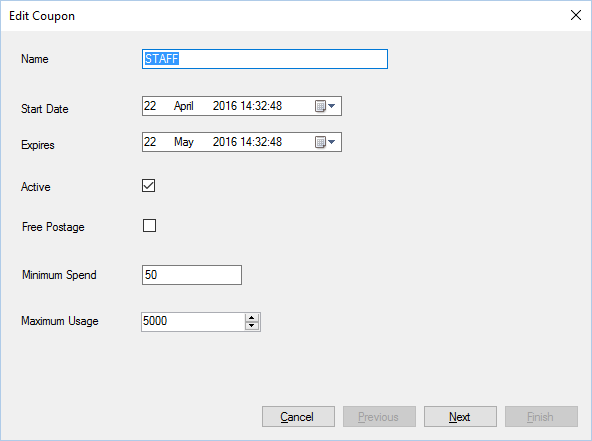 Edit Coupon
Name STAFF
Start Date 22 April 2016 14:32:48
Expires 22 May 2016 14:32:48
Active
Free Postage
Minimum Spend 50
Maximum Usage 5000
Cancel Previous Next Finish